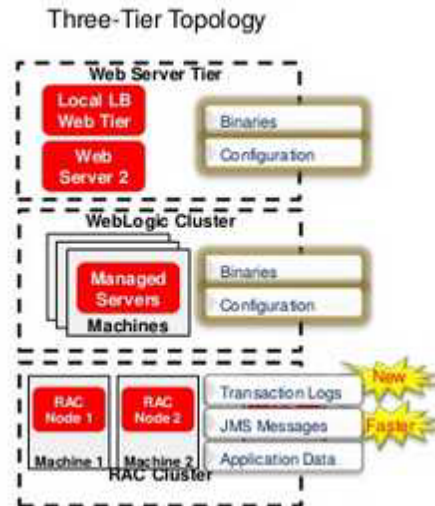 Three-Tier Topology
Web Server Tier
Local LB
Web Tier
Web
Server 2
Binaries
Configuration
WebLogic Cluster
Managed
Servers
Machines
Binaries
Configuration
RAC
Node 1
Machine 1
RAC
Node 2
Machine 2
RAC Cluster
Transaction Logs
New
JMS Messages
Faster
Application Data